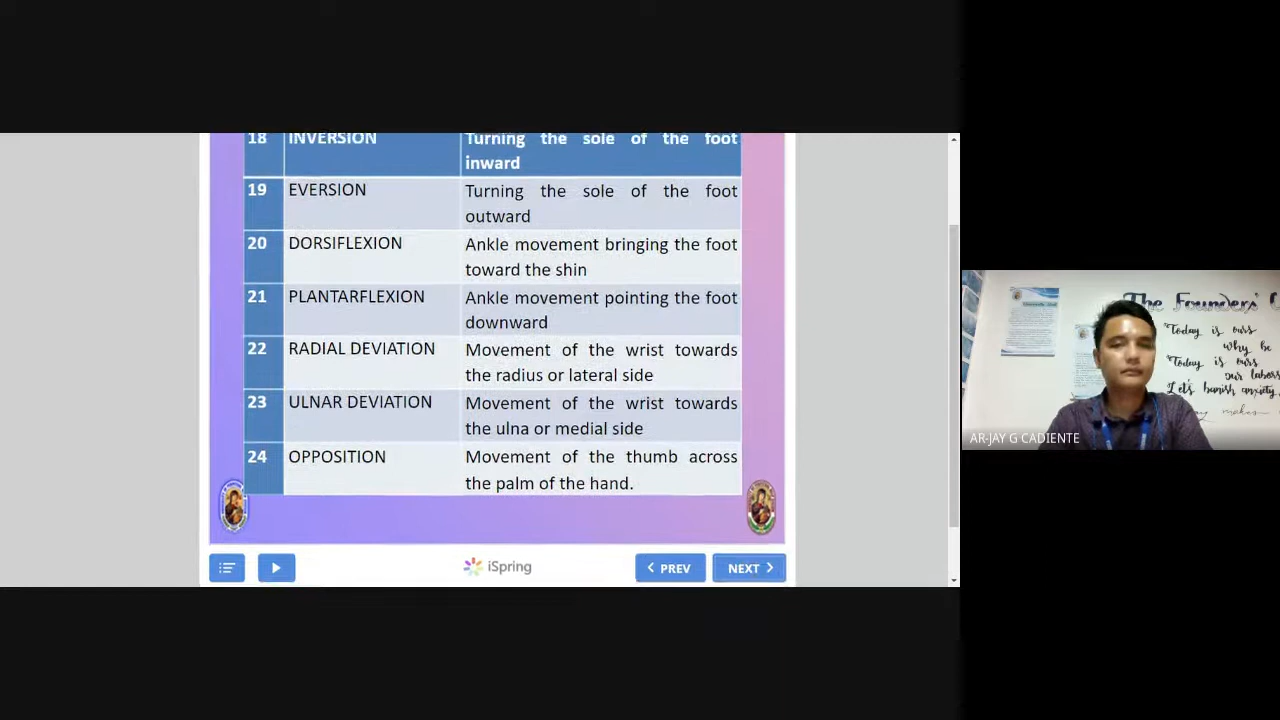 18 INVERSION Turning the sole of the foot
inward
19 EVERSION Turning the sole of the foot
outward
20 DORSIFLEXION Ankle movement bringing the foot
toward the shin
21 PLANTARFLEXION Ankle movement pointing the foot
downward
22 RADIAL DEVIATION Movement of the wrist towards
the radius or lateral side
23 ULNAR DEVIATION Movement of the wrist towards
the ulna or medial side
24 OPPOSITION Movement of the thumb across
the palm of the hand.
iSpring
PREV
NEXT
The Founders' C
"Today is ours
why be
"Today is ours
our labors
Let's banish anxiety,
makes
AR-JAY G CADIENTE